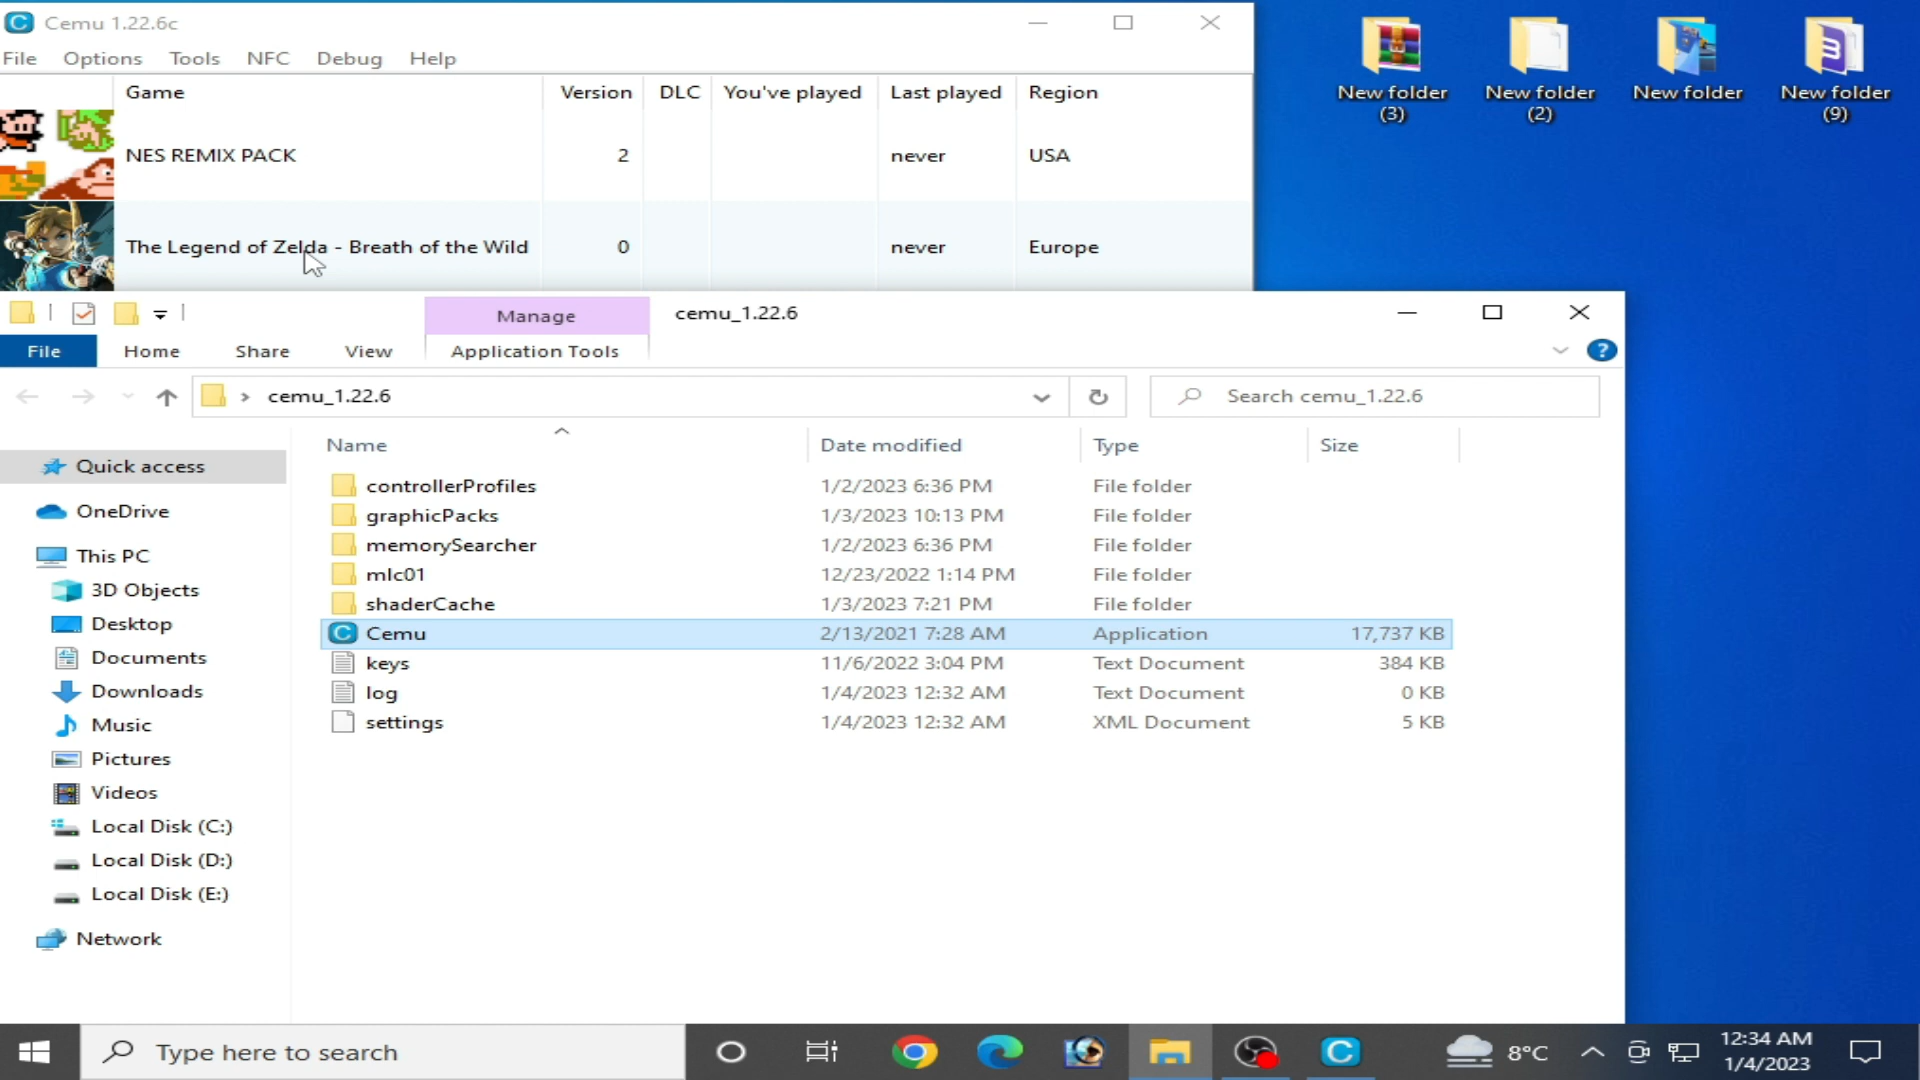 Cemu 1.22.6c
File Options Tools NFC Debug Help
Game Version DLC You've played Last played Region
NES REMIX PACK 2 never USA
The Legend of Zelda - Breath of the Wild 0 never Europe
New folder (3)
New folder (2)
New folder
New folder (9)
Manage cemu_1.22.6
File Home Share View Application Tools
cemu_1.22.6 Search cemu_1.22.6
Name Date modified Type Size
controllerProfiles 1/2/2023 6:36 PM File folder
graphicPacks 1/3/2023 10:13 PM File folder
memorySearcher 1/2/2023 6:36 PM File folder
mlc01 12/23/2022 1:14 PM File folder
shaderCache 1/3/2023 7:21 PM File folder
Cemu 2/13/2021 7:28 AM Application 17,737 KB
keys 11/6/2022 3:04 PM Text Document 384 KB
log 1/4/2023 12:32 AM Text Document 0 KB
settings 1/4/2023 12:32 AM XML Document 5 KB
Quick access
OneDrive
This PC
3D Objects
Desktop
Documents
Downloads
Music
Pictures
Videos
Local Disk (C:)
Local Disk (D:)
Local Disk (E:)
Network
Type here to search
8°C
12:34 AM
1/4/2023